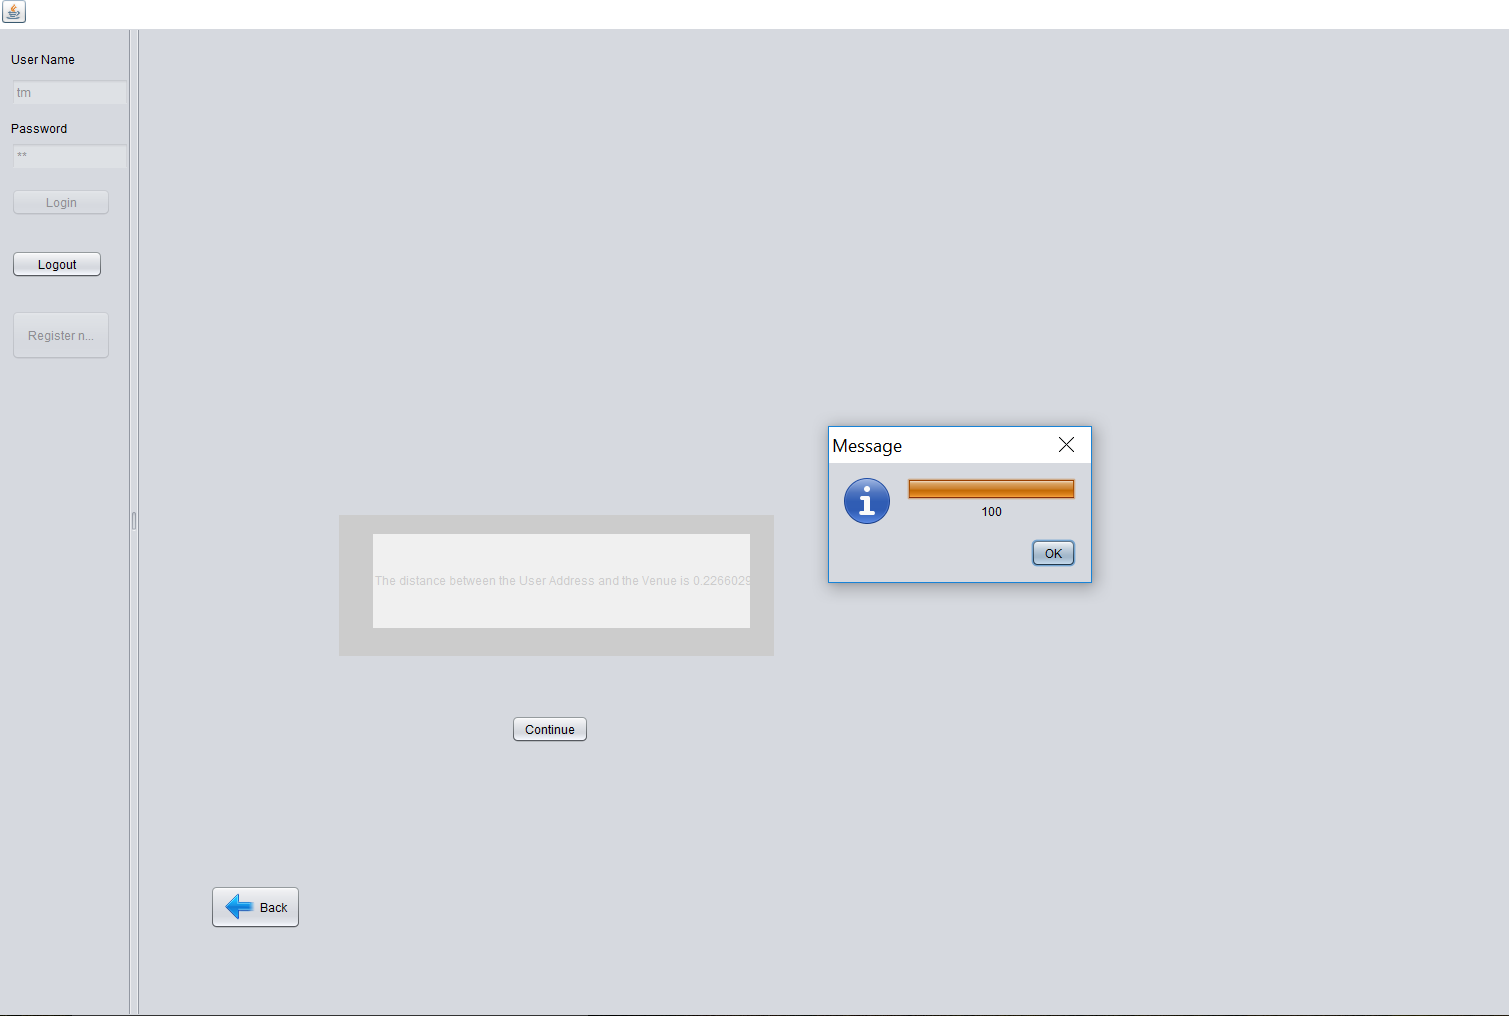 User Name
tm
Password
**
Login
Logout
Register n...
Message
100
OK
The distance between the User Address and the Venue is 0.2266029
Continue
Back